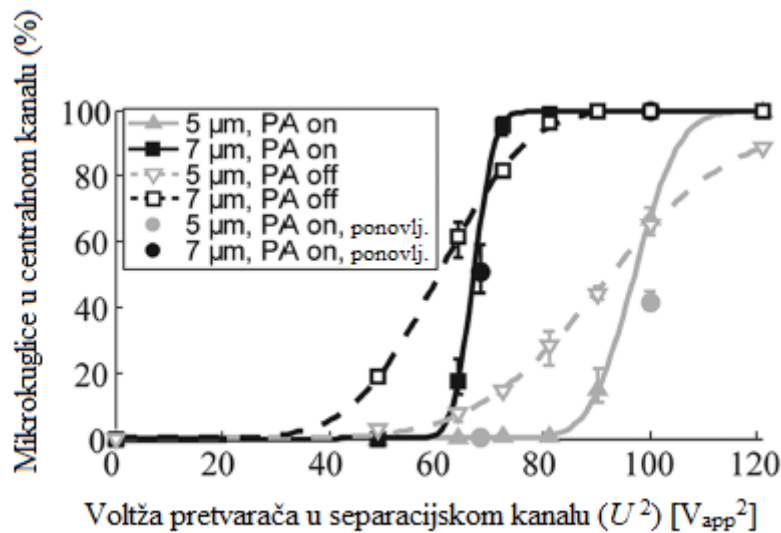 Mikrokuglice u centralnom kanalu (%)
100
80
60
40
20
0
5 μm, PA on
7 μm, PA on
5 μm, PA off
7 μm, PA off
5 μm, PA on, ponovlj.
7 μm, PA on, ponovlj.
0 20 40 60 80 100 120
Voltža pretvarača u separacijskom kanalu (U²) [Vapp²]